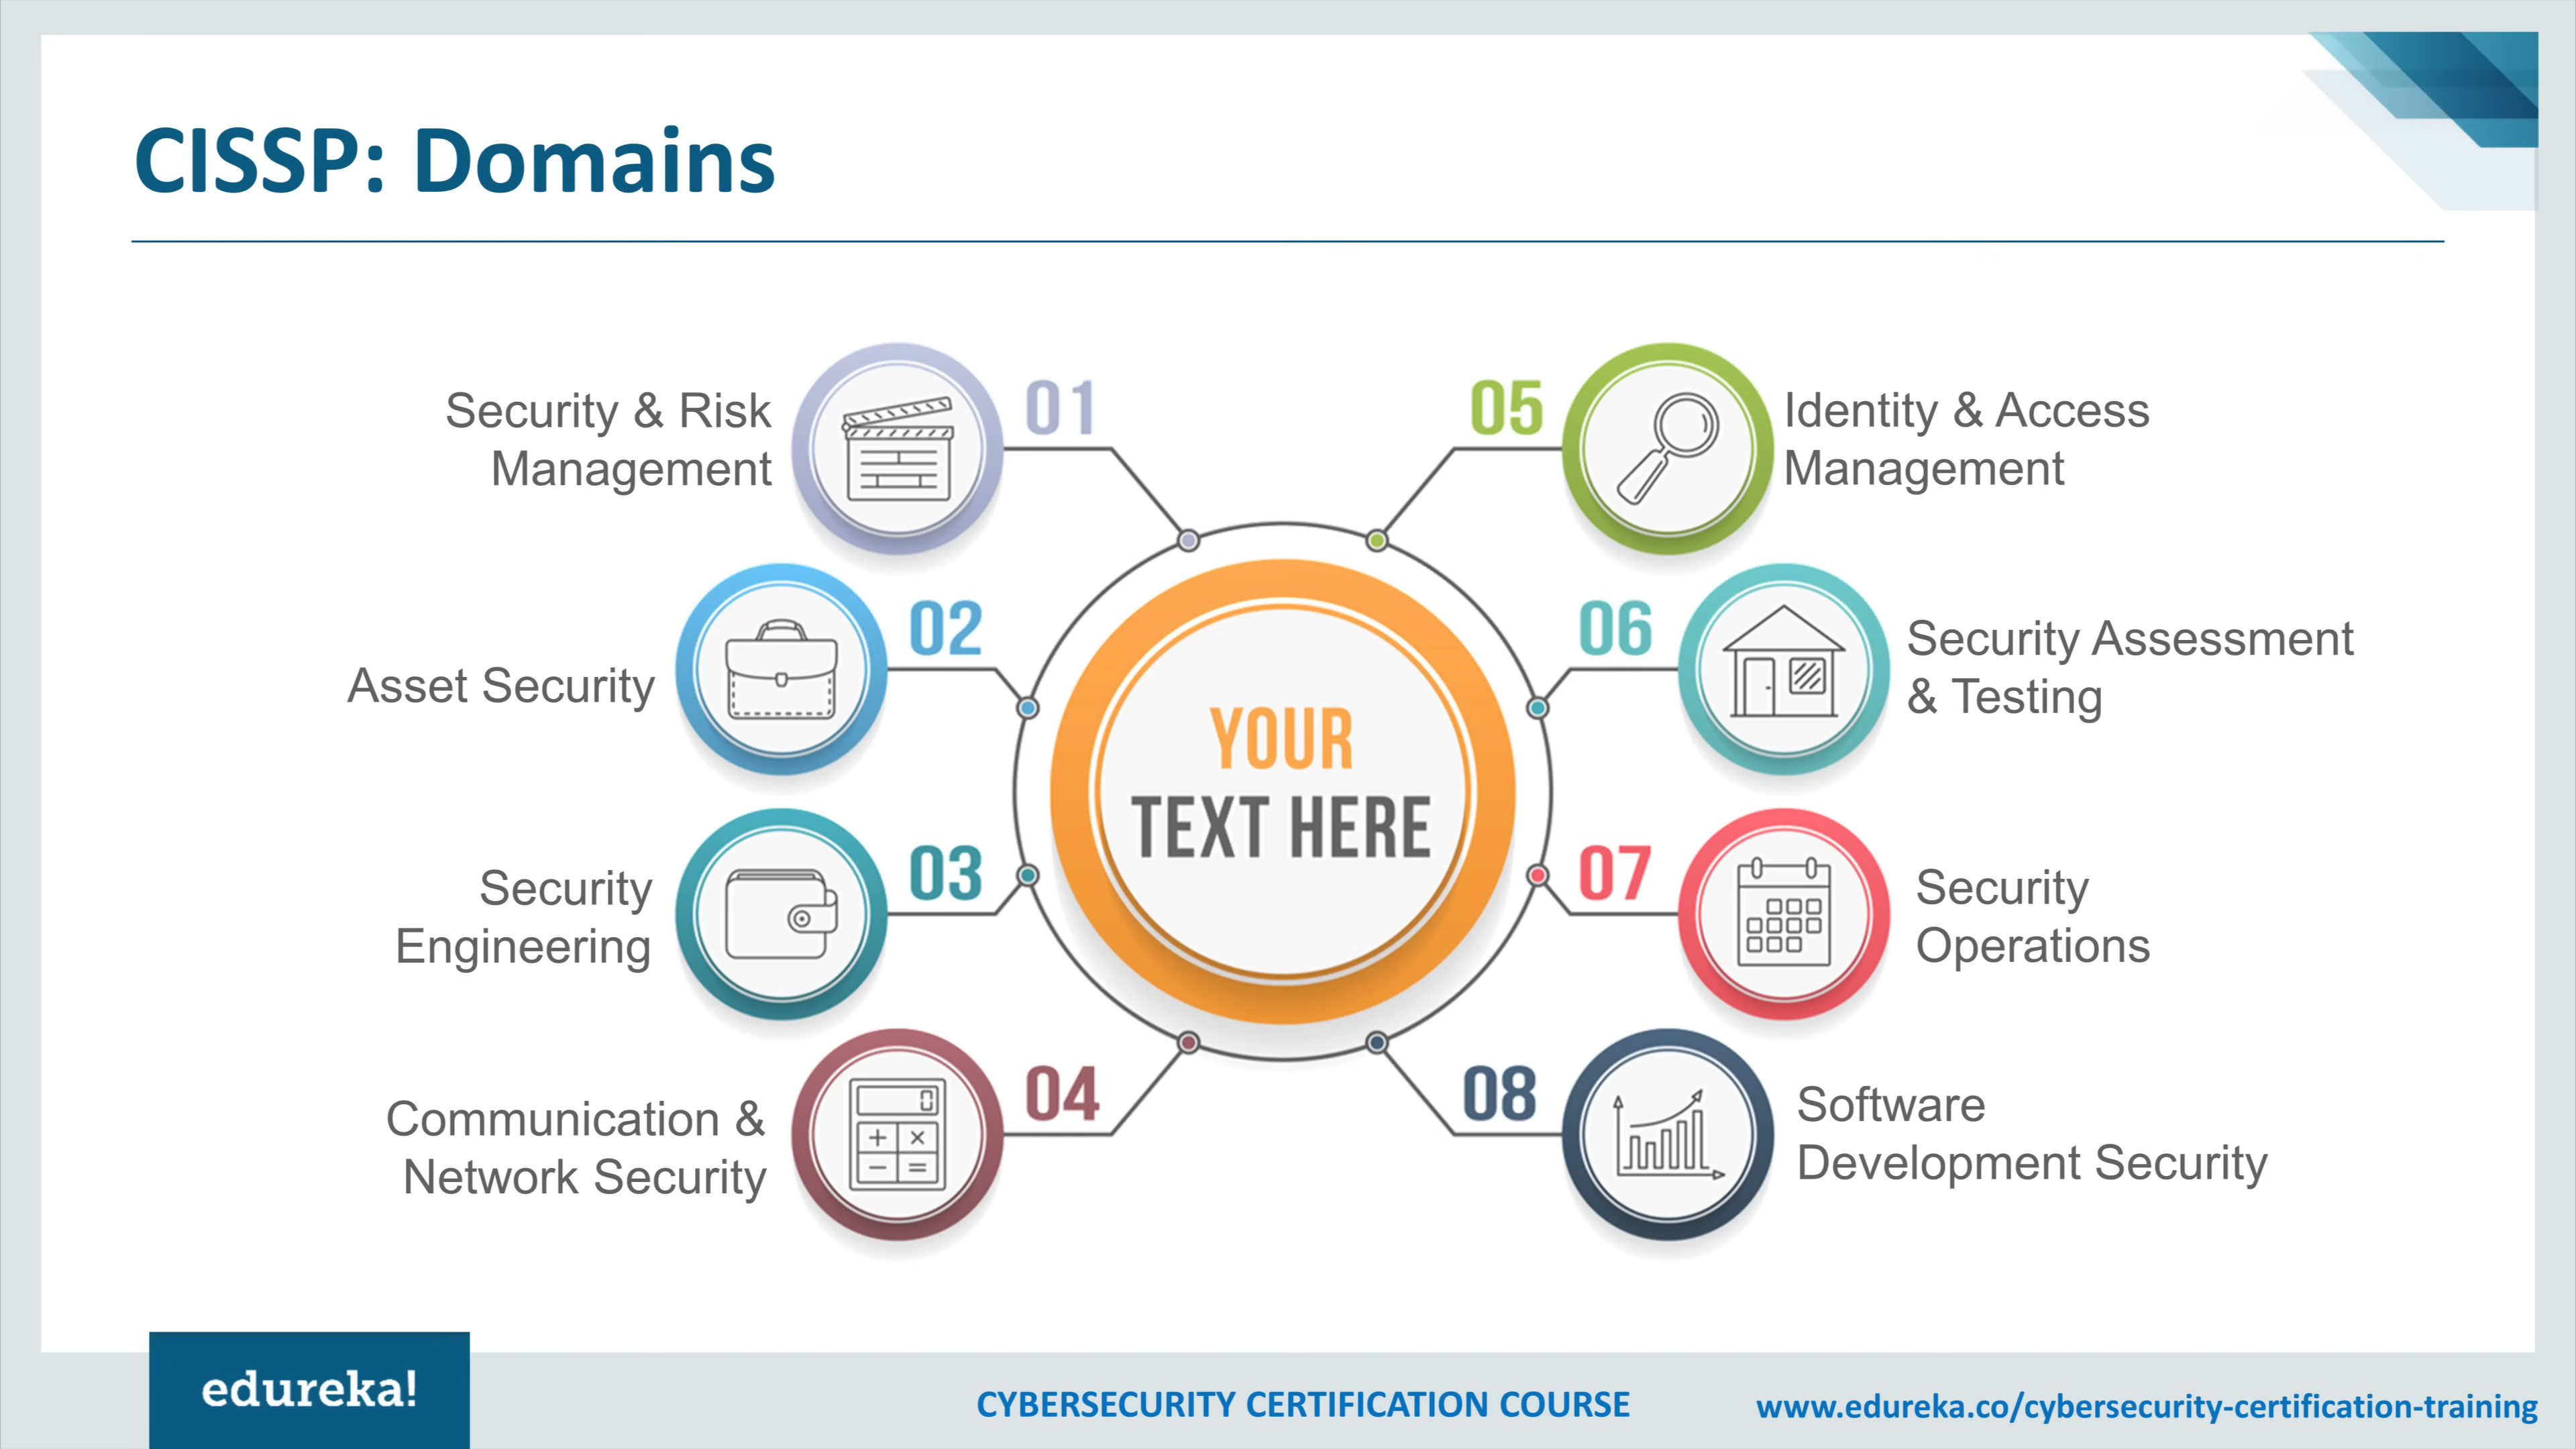 CISSP: Domains
01
Security & Risk
Management
02
Asset Security
03
Security
Engineering
04
Communication &
Network Security
YOUR
TEXT HERE
05
Identity & Access
Management
06
Security Assessment
& Testing
07
Security
Operations
08
Software
Development Security
0
+ ×
− =
edureka!
CYBERSECURITY CERTIFICATION COURSE
www.edureka.co/cybersecurity-certification-training